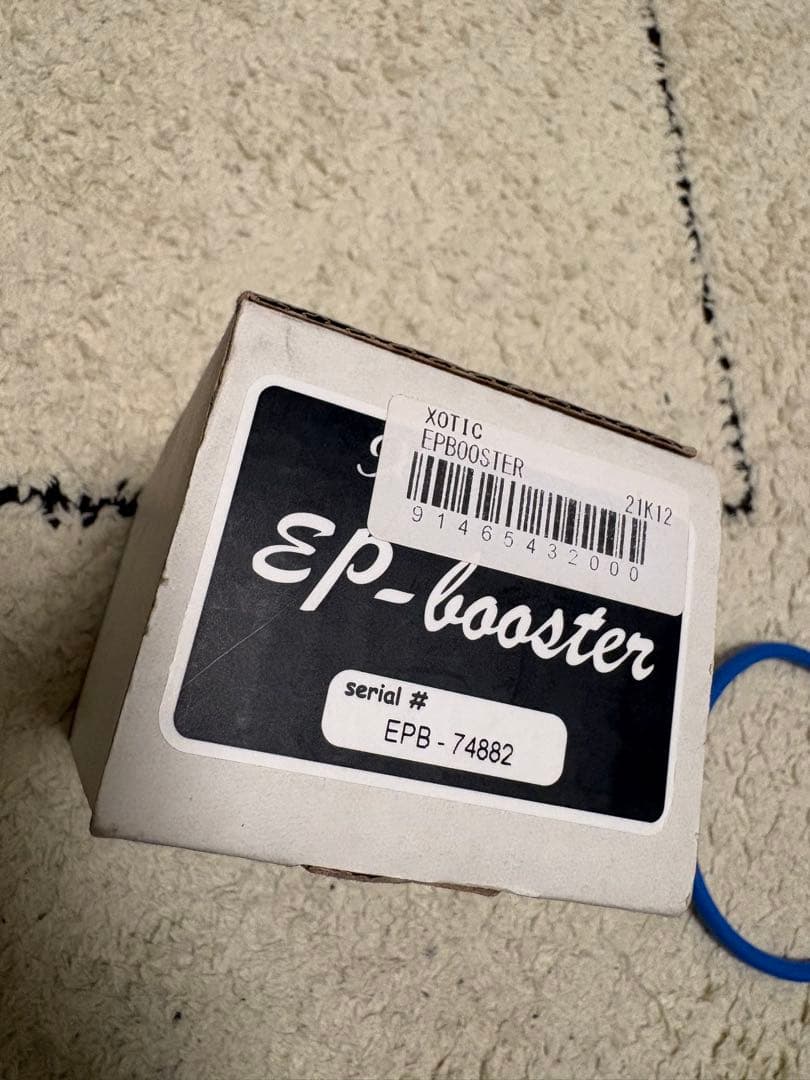 XOTIC
EPBOOSTER
21K12
91465432000
EP-booster
serial #
EPB - 74882